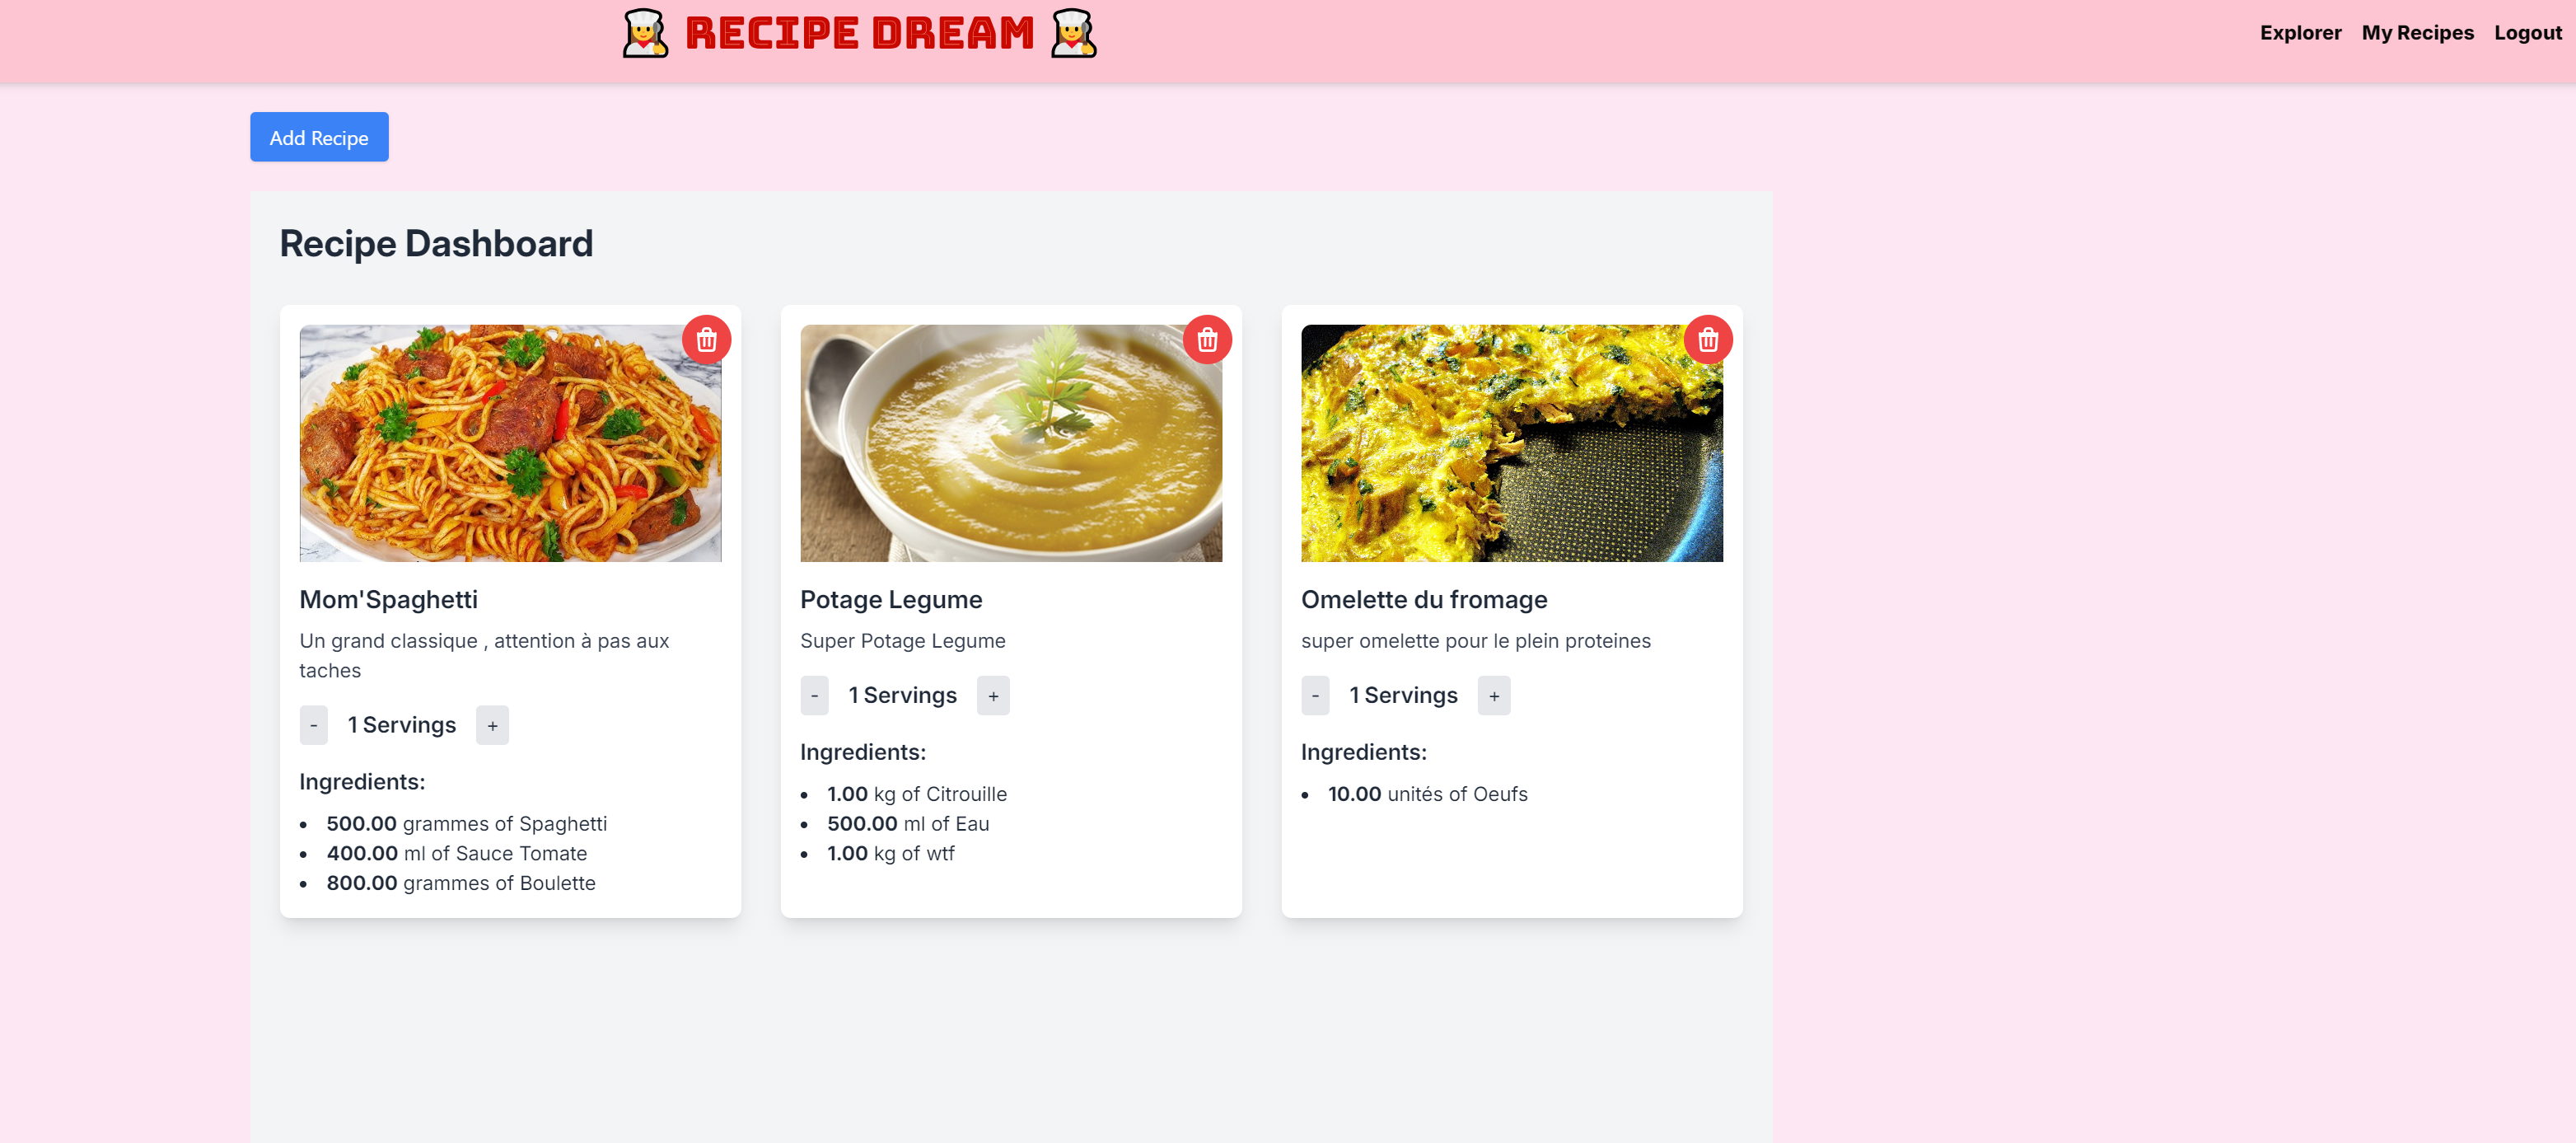 RECIPE DREAM
Explorer My Recipes Logout
Add Recipe
Recipe Dashboard
Mom'Spaghetti
Un grand classique , attention à pas aux
taches
- 1 Servings +
Ingredients:
• 500.00 grammes of Spaghetti
• 400.00 ml of Sauce Tomate
• 800.00 grammes of Boulette
Potage Legume
Super Potage Legume
- 1 Servings +
Ingredients:
• 1.00 kg of Citrouille
• 500.00 ml of Eau
• 1.00 kg of wtf
Omelette du fromage
super omelette pour le plein proteines
- 1 Servings +
Ingredients:
• 10.00 unités of Oeufs